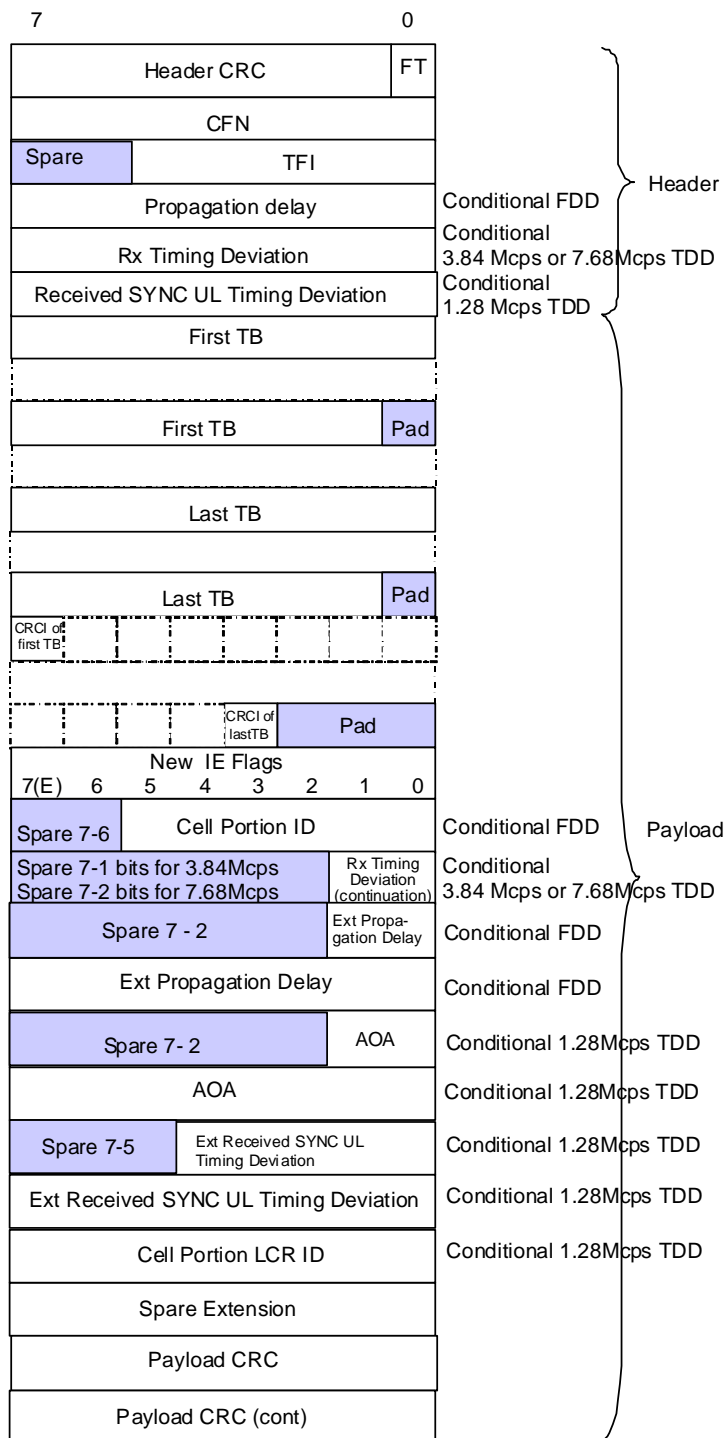 7 0
Header CRC FT
CFN
Spare TFI
Propagation delay Conditional FDD
Rx Timing Deviation Conditional
3.84 Mcps or 7.68Mcps TDD
Header
Received SYNC UL Timing Deviation Conditional
1.28 Mcps TDD
First TB
First TB Pad
Last TB
Last TB Pad
CRCI of
first TB
CRCI of
lastTB
Pad
New IE Flags
7(E) 6 5 4 3 2 1 0
Spare 7-6 Cell Portion ID Conditional FDD
Payload
Spare 7-1 bits for 3.84Mcps
Spare 7-2 bits for 7.68Mcps
Rx Timing
Deviation
(continuation)
Conditional
3.84 Mcps or 7.68Mcps TDD
Spare 7 - 2
Ext Propa-
gation Delay
Conditional FDD
Ext Propagation Delay Conditional FDD
Spare 7- 2 AOA Conditional 1.28Mcps TDD
AOA Conditional 1.28Mcps TDD
Spare 7-5
Ext Received SYNC UL
Timing Deviation
Conditional 1.28Mcps TDD
Ext Received SYNC UL Timing Deviation Conditional 1.28Mcps TDD
Cell Portion LCR ID Conditional 1.28Mcps TDD
Spare Extension
Payload CRC
Payload CRC (cont)